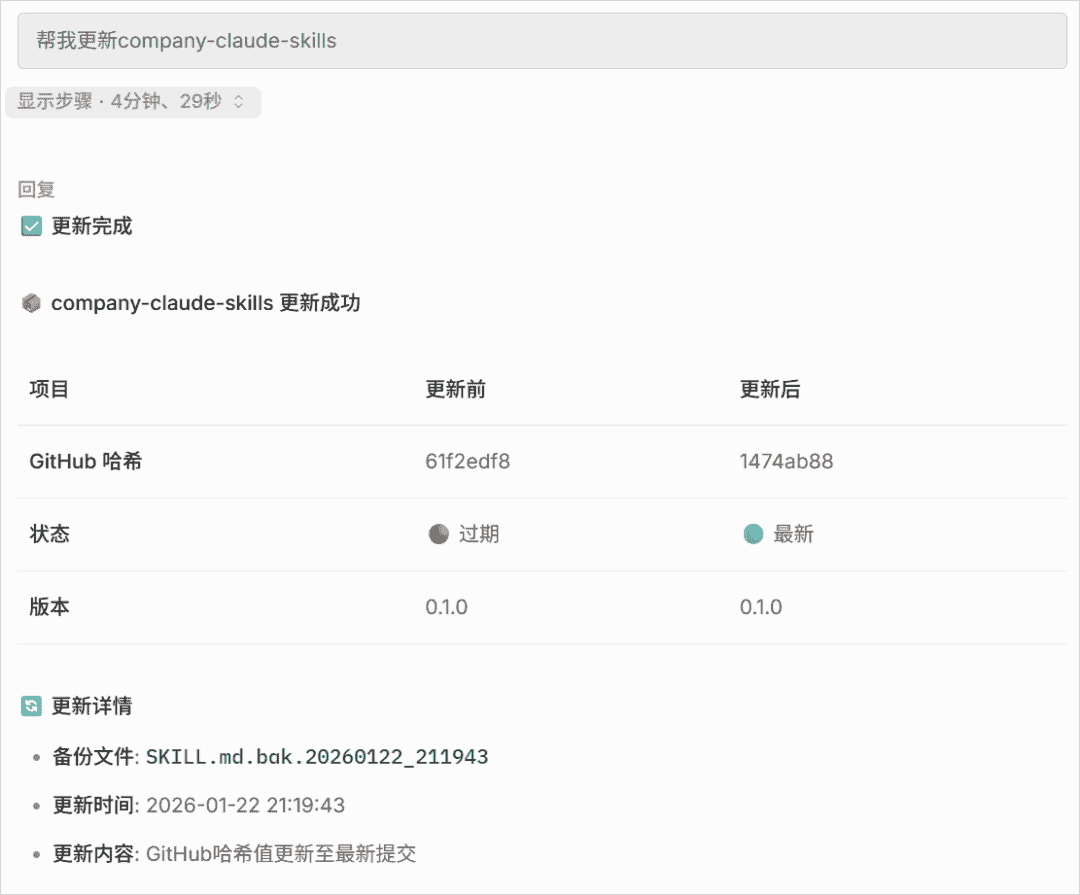 帮我更新company-claude-skills
显示步骤 · 4分钟、29秒
回复
更新完成
company-claude-skills 更新成功
项目 更新前 更新后
GitHub 哈希 61f2edf8 1474ab88
状态 过期 最新
版本 0.1.0 0.1.0
更新详情
• 备份文件: SKILL.md.bak.20260122_211943
• 更新时间: 2026-01-22 21:19:43
• 更新内容: GitHub哈希值更新至最新提交